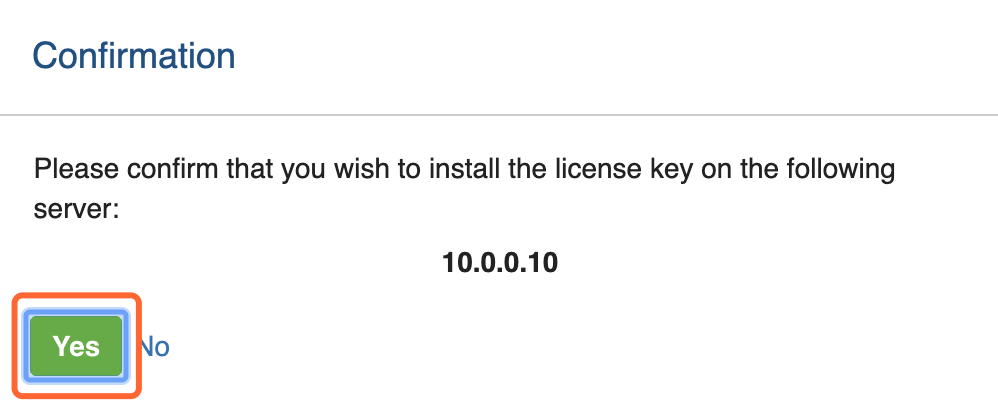 Confirmation
Please confirm that you wish to install the license key on the following
server:
10.0.0.10
Yes No